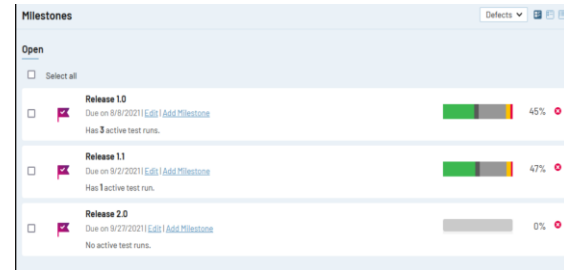 Milestones
Defects
Open
Select all
Release 1.0
Due on 8/8/2021 | Edit | Add Milestone
Has 3 active test runs.
45%
Release 1.1
Due on 9/2/2021 | Edit | Add Milestone
Has 1 active test run.
47%
Release 2.0
Due on 9/27/2021 | Edit | Add Milestone
No active test runs.
0%